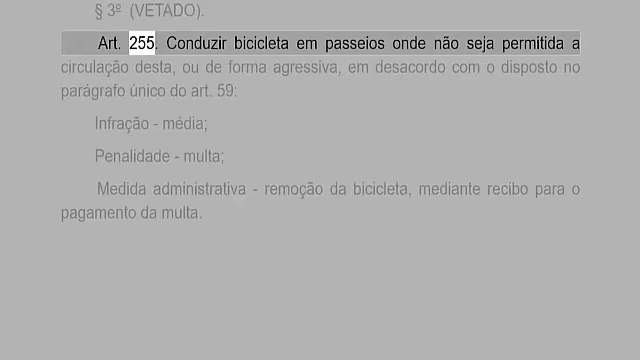 § 3º (VETADO).
Art. 255. Conduzir bicicleta em passeios onde não seja permitida a
circulação desta, ou de forma agressiva, em desacordo com o disposto no
parágrafo único do art. 59:
Infração - média;
Penalidade - multa;
Medida administrativa - remoção da bicicleta, mediante recibo para o
pagamento da multa.